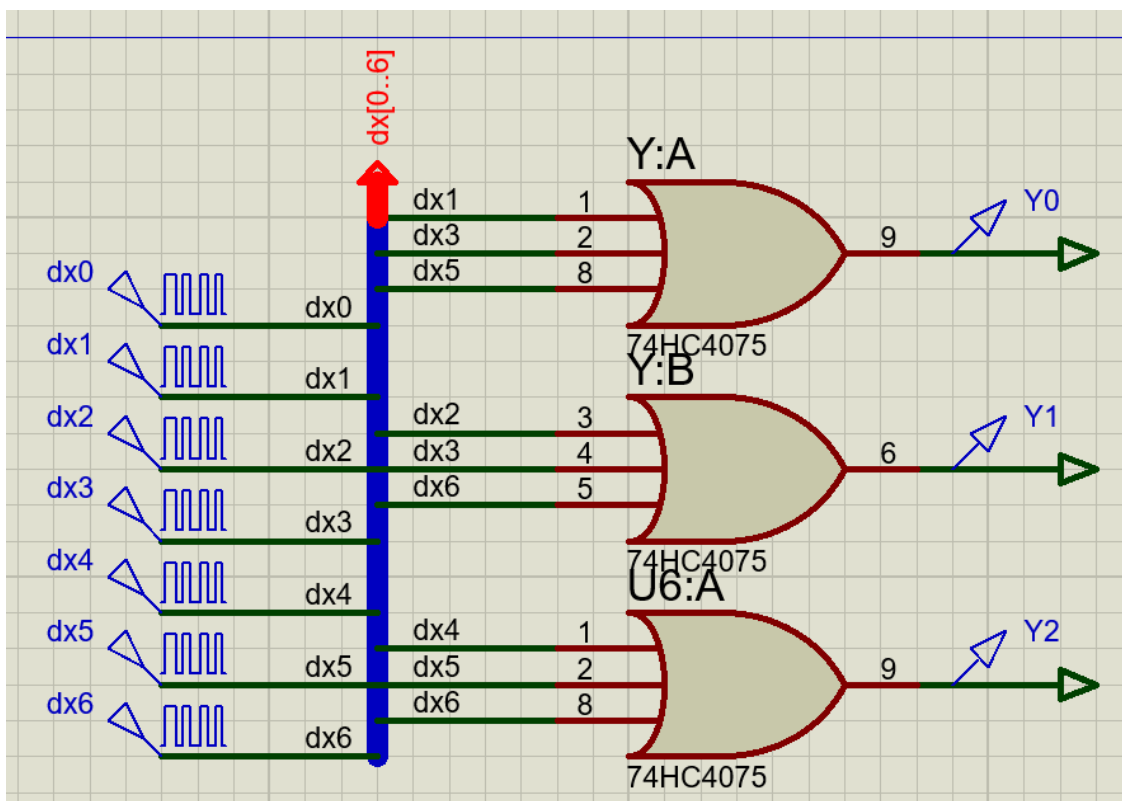 dx[0..6]
Y:A
dx1 1
dx3 2
dx5 8
9
Y0
74HC4075
dx0
dx0
dx1
dx1
Y:B
dx2
dx2
dx2 3
dx3 4
dx6 5
6
Y1
74HC4075
dx3
dx3
dx4
dx4
U6:A
dx5
dx5
dx4 1
dx5 2
dx6 8
9
Y2
74HC4075
dx6
dx6